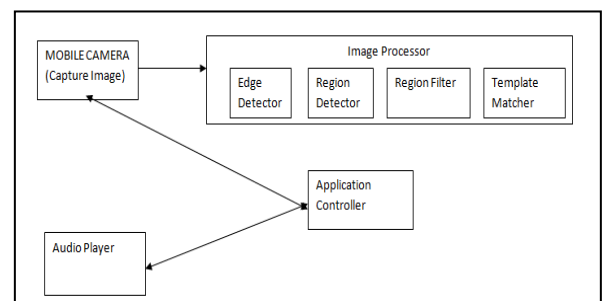 MOBILE CAMERA
(Capture Image)
Image Processor
Edge
Detector
Region
Detector
Region Filter
Template
Matcher
Application
Controller
Audio Player